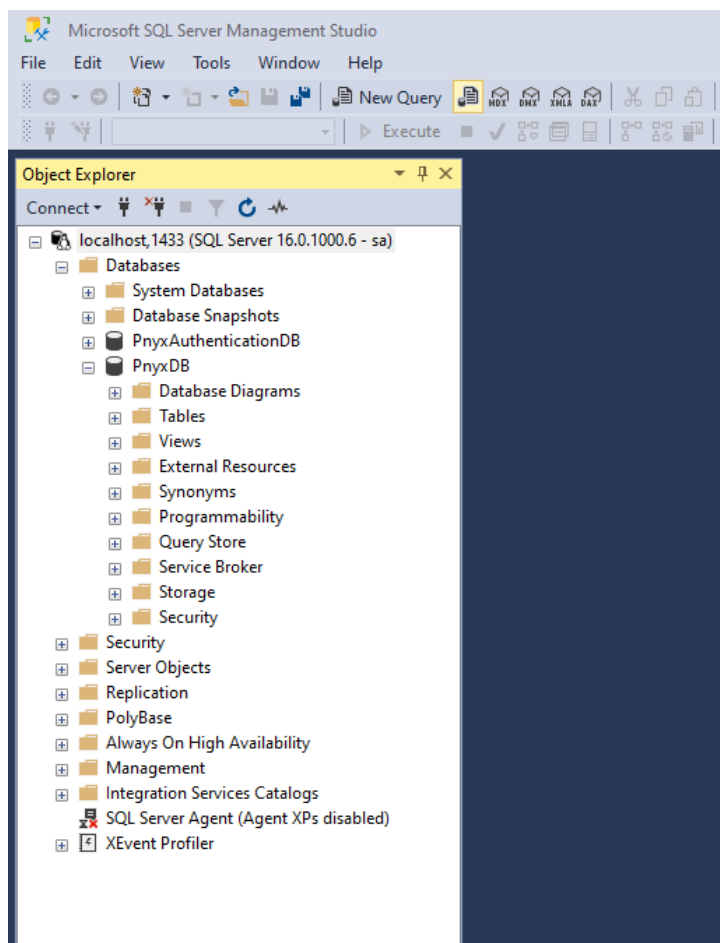 Microsoft SQL Server Management Studio
File Edit View Tools Window Help
New Query MDX DMX XMLA DAX
Execute
Object Explorer
Connect
localhost,1433 (SQL Server 16.0.1000.6 - sa)
Databases
System Databases
Database Snapshots
PnyxAuthenticationDB
PnyxDB
Database Diagrams
Tables
Views
External Resources
Synonyms
Programmability
Query Store
Service Broker
Storage
Security
Security
Server Objects
Replication
PolyBase
Always On High Availability
Management
Integration Services Catalogs
SQL Server Agent (Agent XPs disabled)
XEvent Profiler